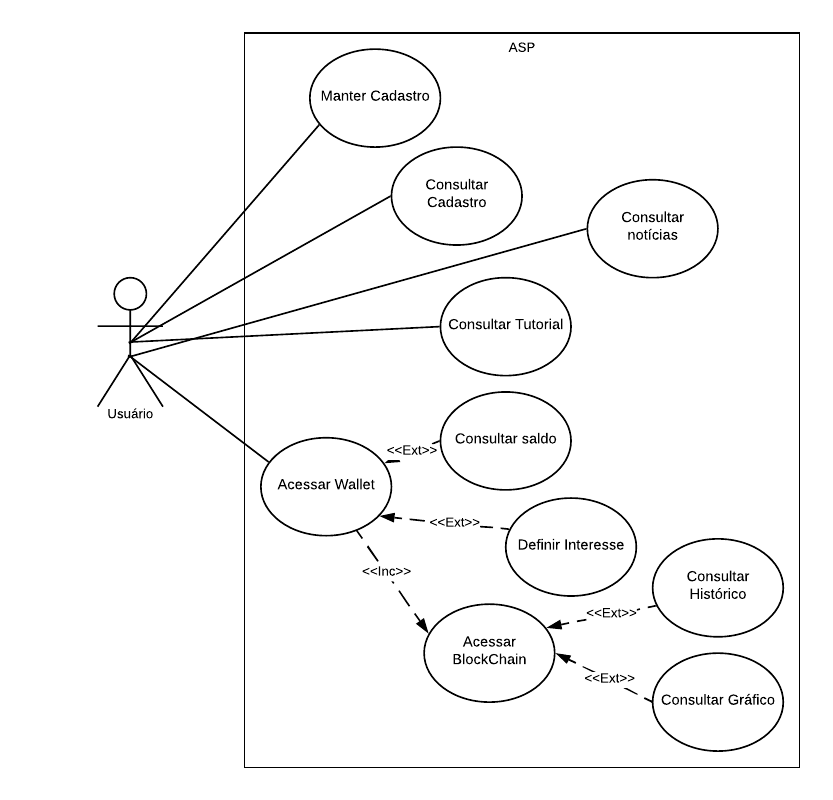 ASP
Manter Cadastro
Consultar
Cadastro
Consultar
notícias
Consultar Tutorial
Usuário
Consultar saldo
<<Ext>>
Acessar Wallet
<<Ext>>
Definir Interesse
<<Inc>>
Consultar
Histórico
<<Ext>>
Acessar
BlockChain
<<Ext>>
Consultar Gráfico